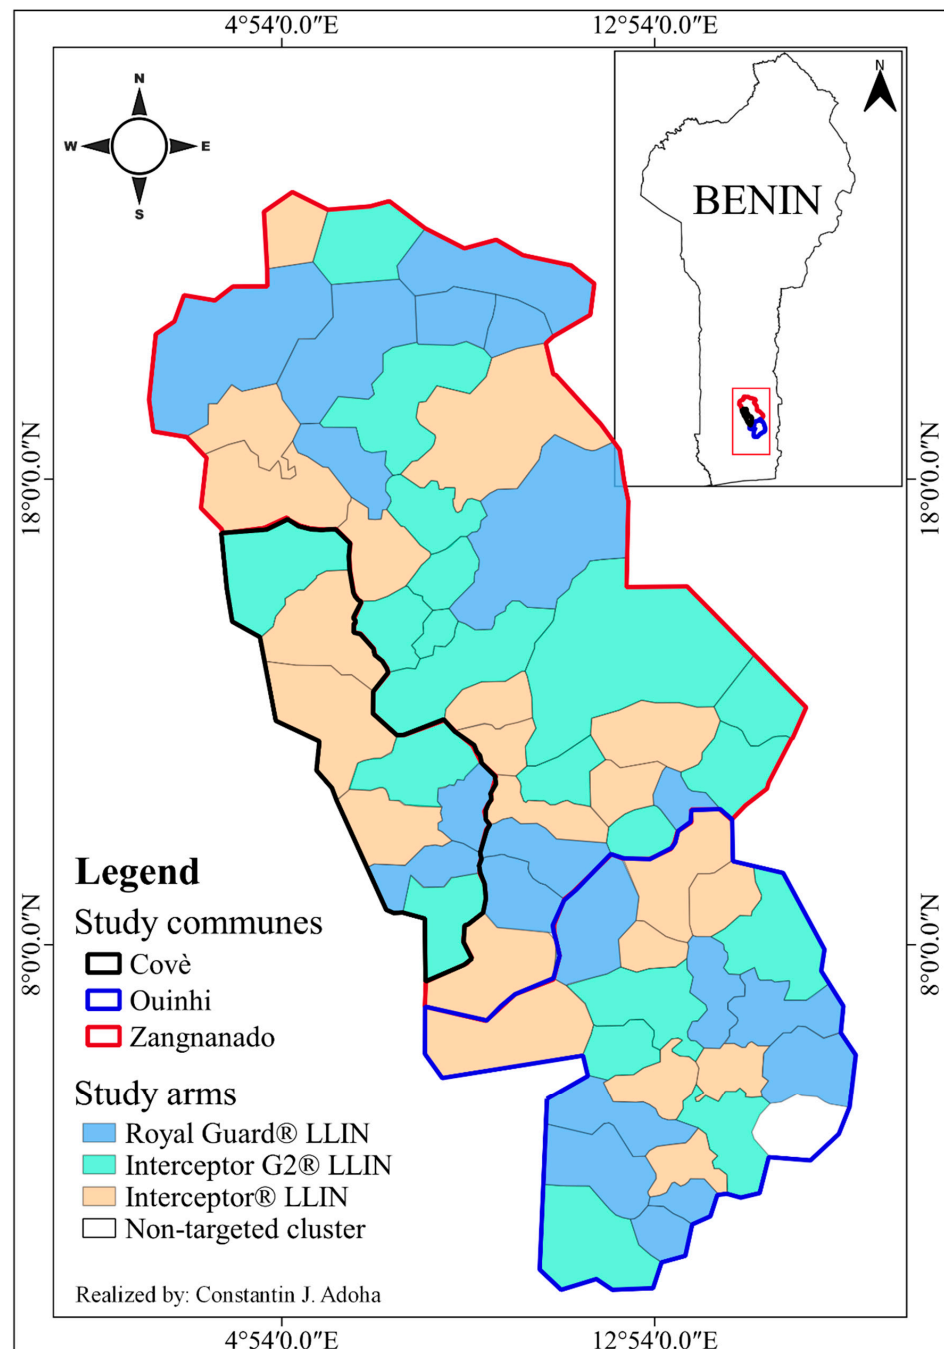 4°54′0.0″E 12°54′0.0″E
N
W E
S
N
BENIN
18°0′0.0″N 18°0′0.0″N
8°0′0.0″N 8°0′0.0″N
Legend
Study communes
Covè
Ouinhi
Zangnanado
Study arms
Royal Guard® LLIN
Interceptor G2® LLIN
Interceptor® LLIN
Non-targeted cluster
Realized by: Constantin J. Adoha
4°54′0.0″E 12°54′0.0″E